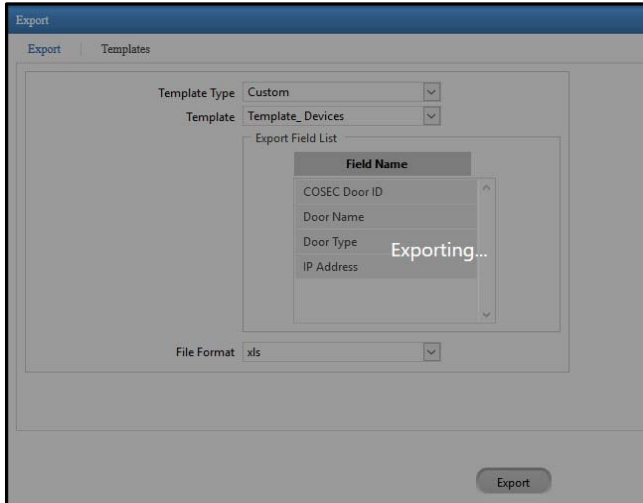 Export
Export Templates
Template Type Custom
Template Template_ Devices
Export Field List
Field Name
COSEC Door ID
Door Name
Door Type
Exporting...
IP Address
File Format xls
Export